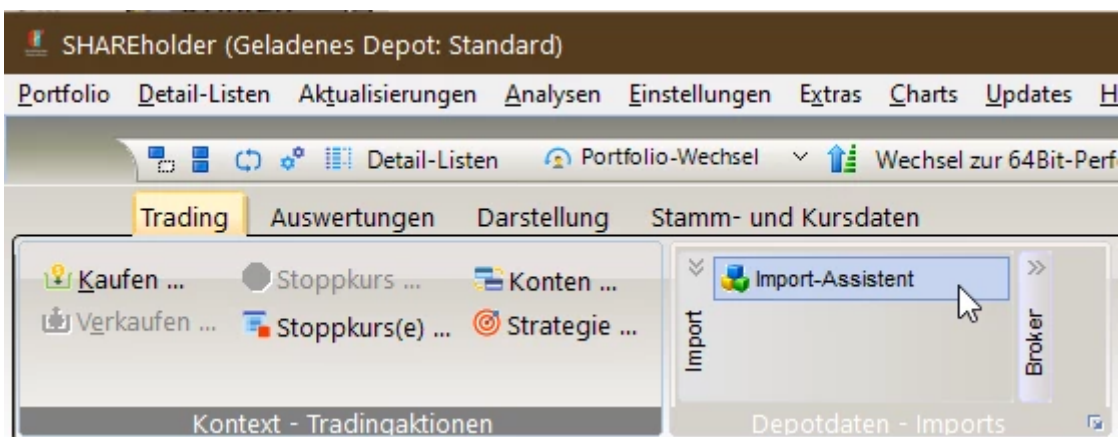 SHAREholder (Geladenes Depot: Standard)
Portfolio Detail-Listen Aktualisierungen Analysen Einstellungen Extras Charts Updates H
Detail-Listen Portfolio-Wechsel Wechsel zur 64Bit-Perf
Trading Auswertungen Darstellung Stamm- und Kursdaten
Kaufen ... Stoppkurs ... Konten ... Import-Assistent
Verkaufen ... Stoppkurs(e) ... Strategie ... Import Broker
Kontext - Tradingaktionen Depotdaten - Imports